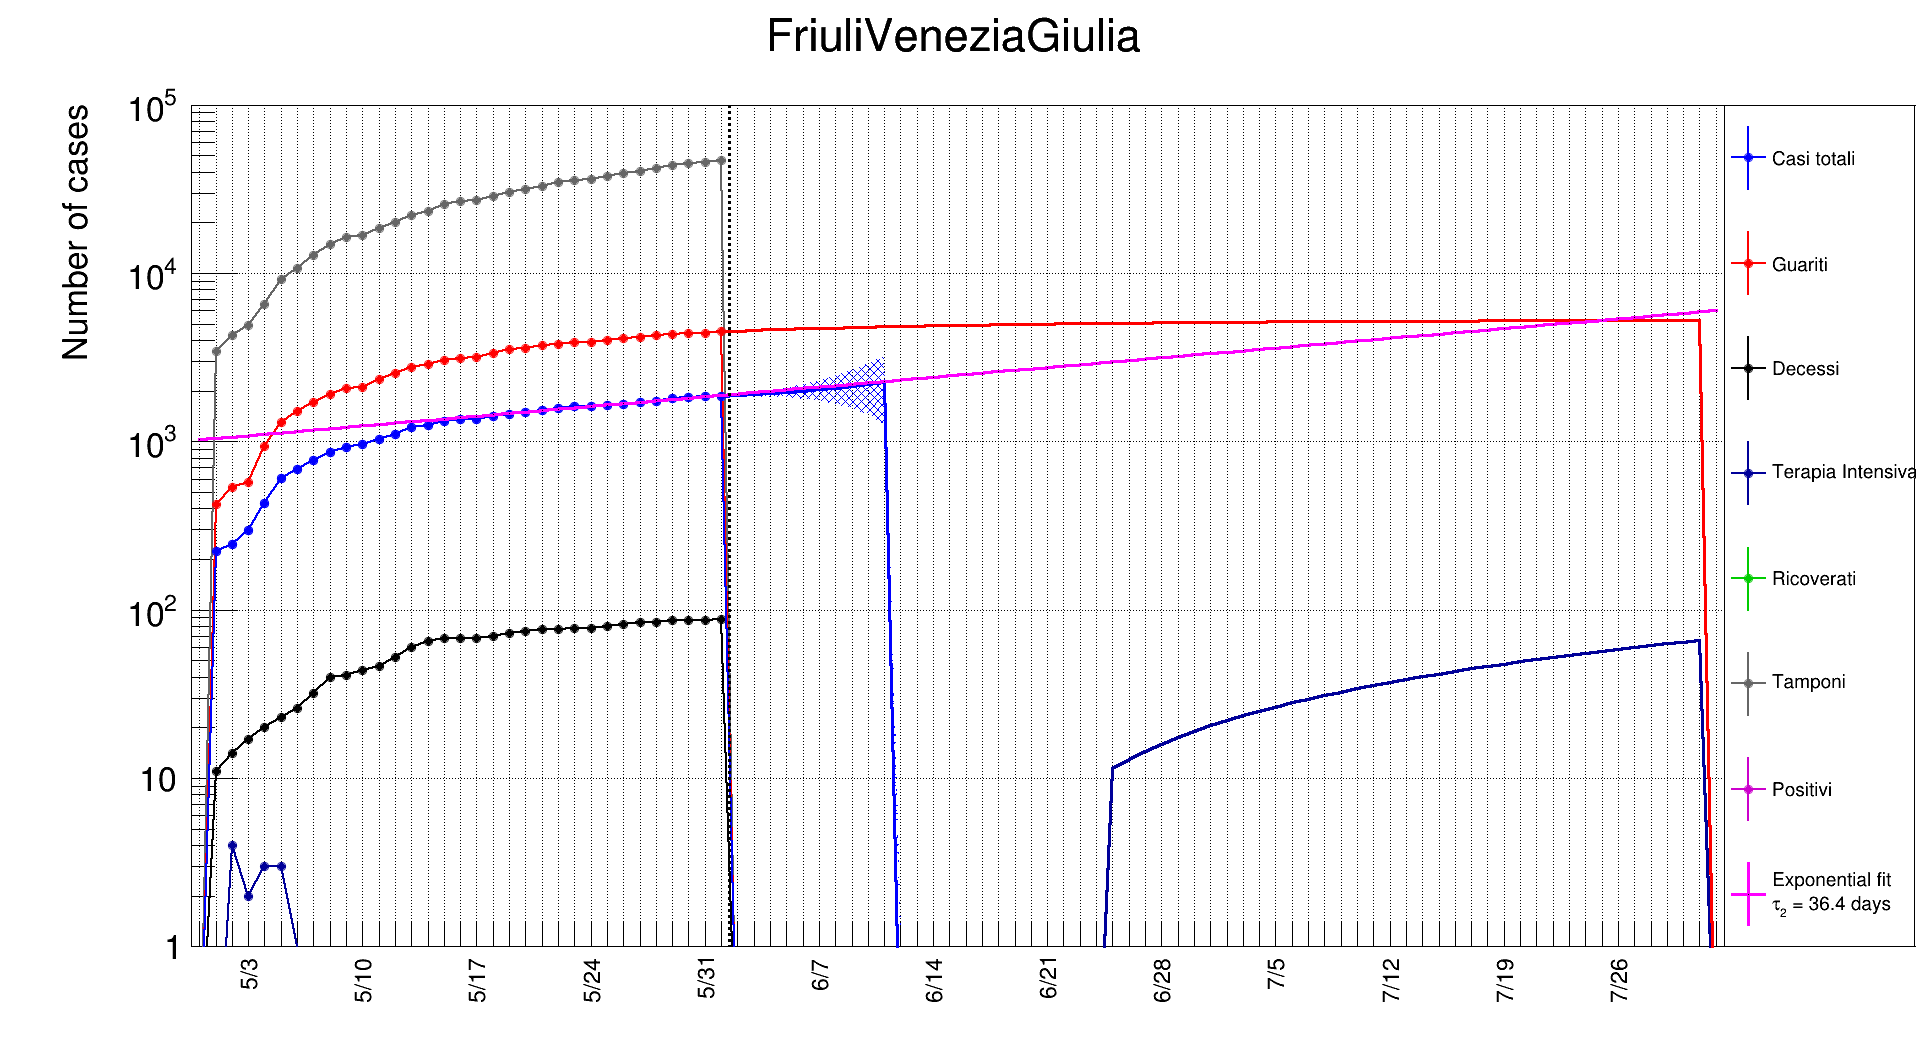 FriuliVeneziaGiulia
Number of cases
10^5
10^4
10^3
10^2
10
1
5/3
5/10
5/17
5/24
5/31
6/7
6/14
6/21
6/28
7/5
7/12
7/19
7/26
Casi totali
Guariti
Decessi
Terapia Intensiva
Ricoverati
Tamponi
Positivi
Exponential fit
τ₂ = 36.4 days